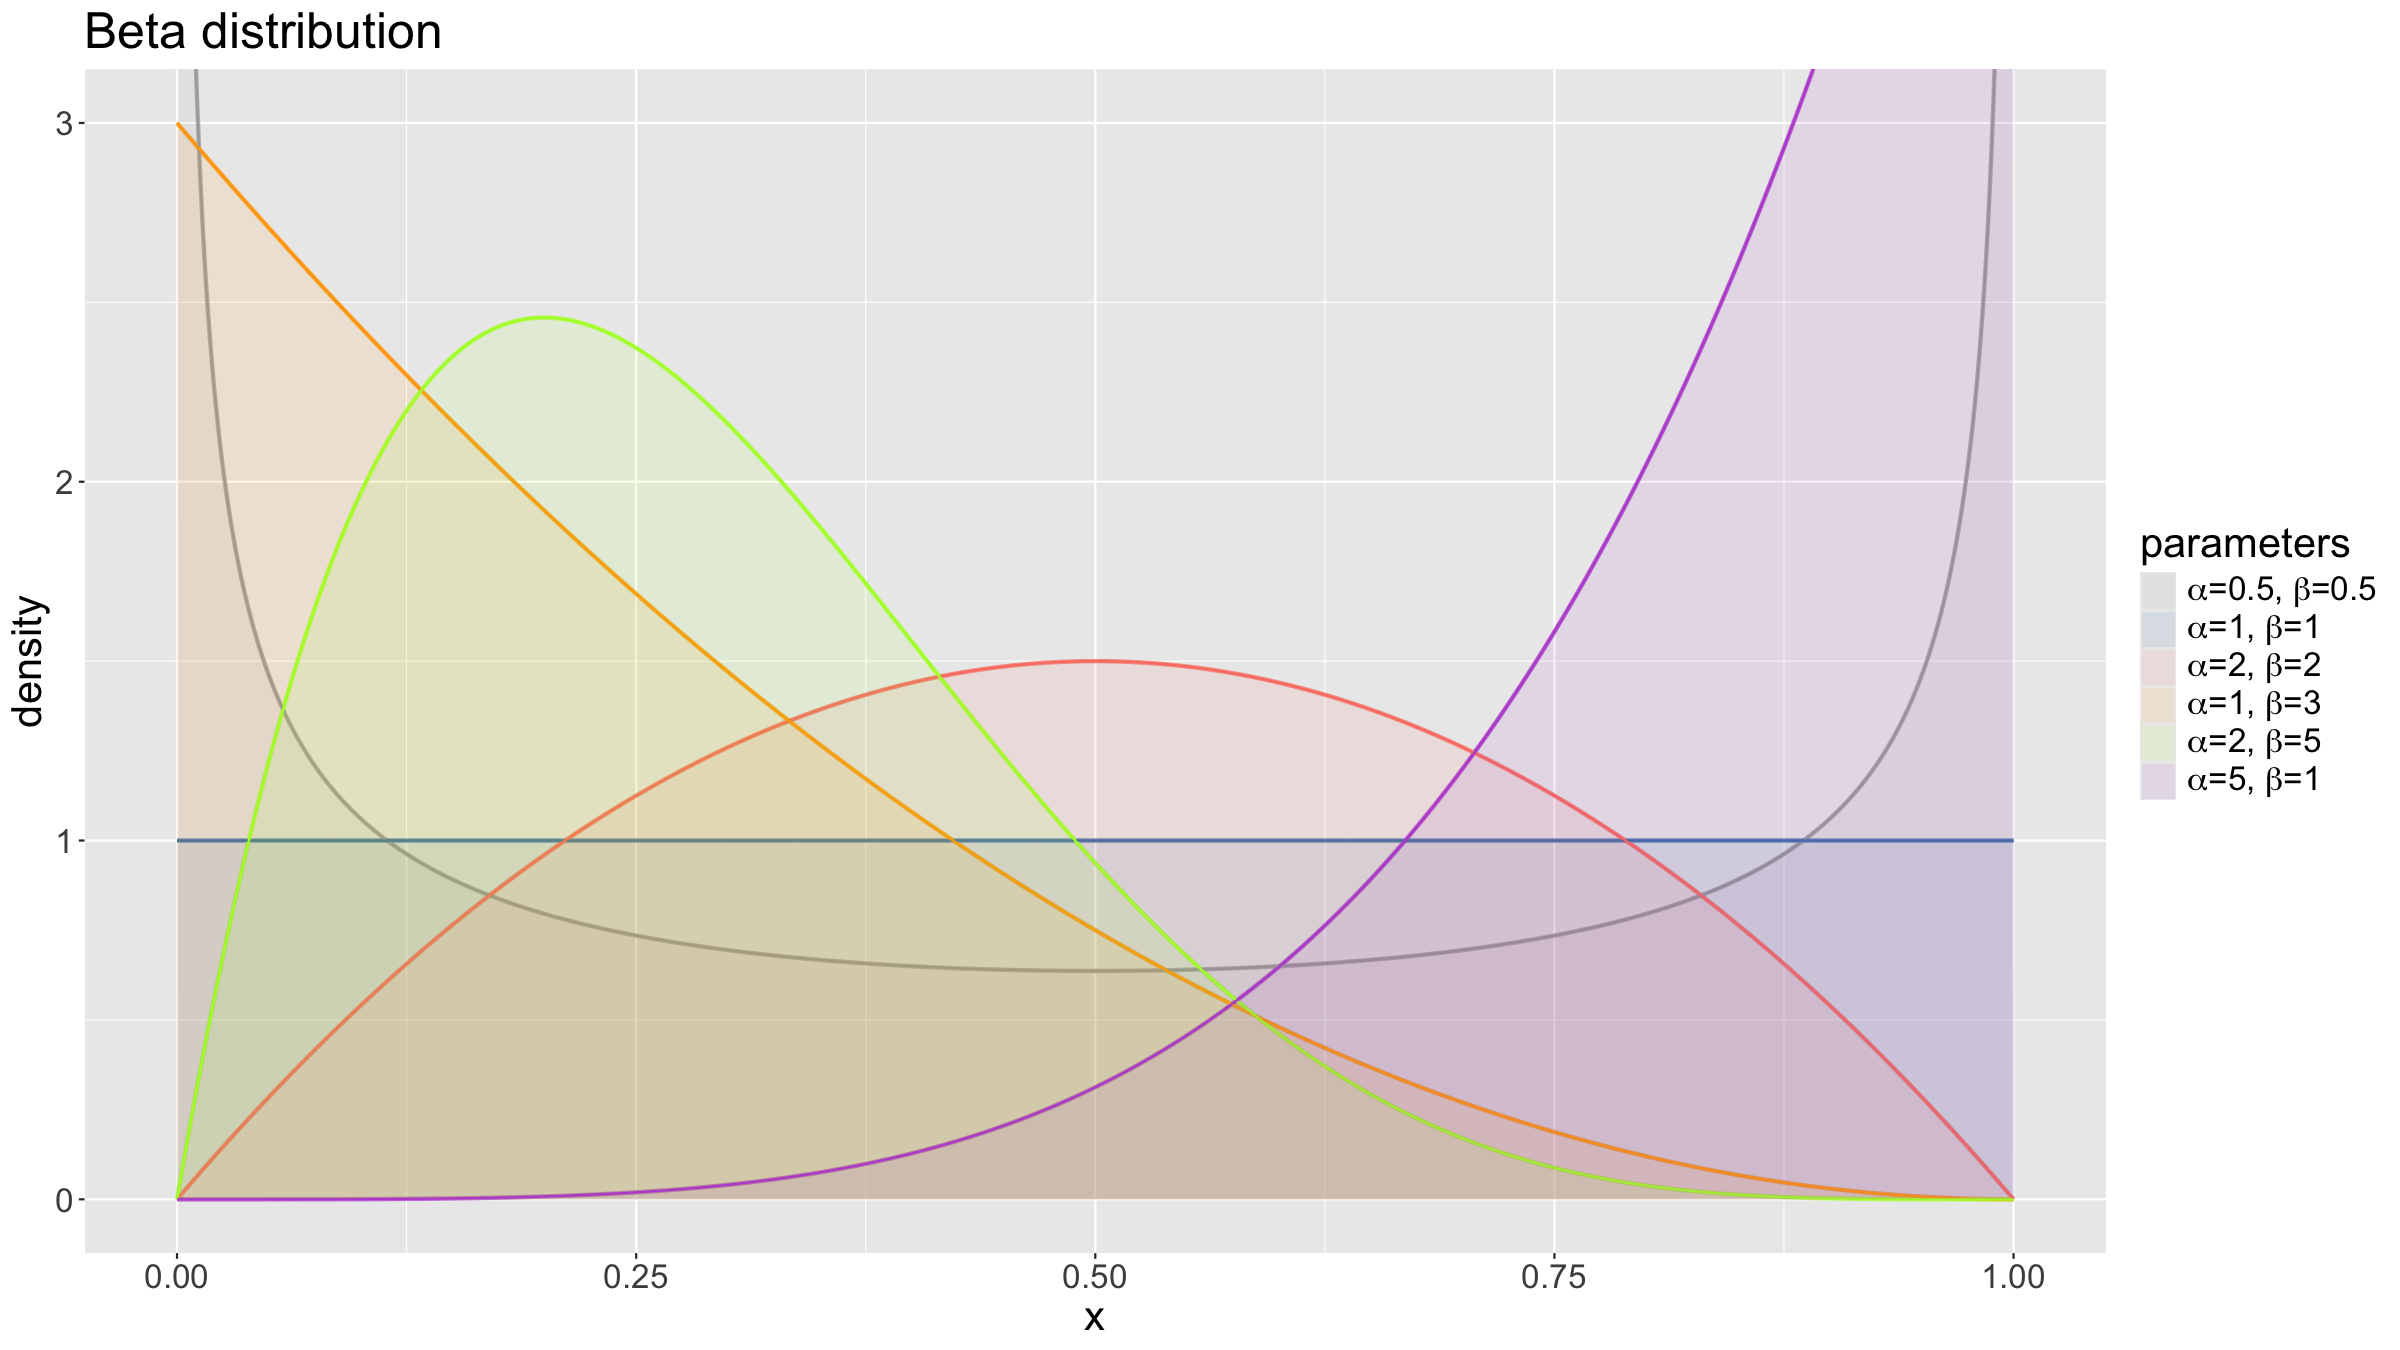 Beta distribution
density
3
2
1
0
0.00 0.25 0.50 0.75 1.00
x
parameters
α=0.5, β=0.5
α=1, β=1
α=2, β=2
α=1, β=3
α=2, β=5
α=5, β=1